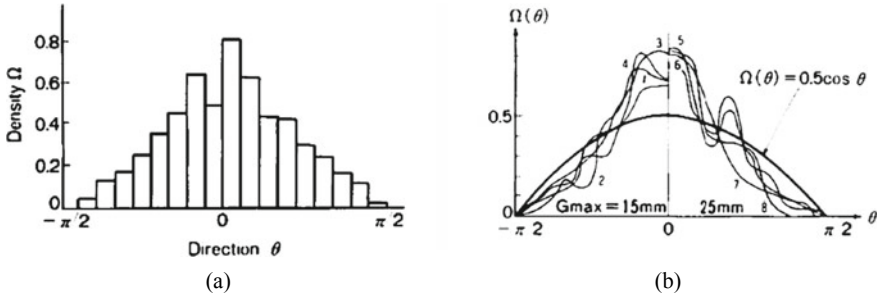 Density Ω
0.8
0.6
0.4
0.2
0
− π 2
0
π 2
Direction θ
(a)
Ω(θ)
0.5
0
1
2
3
4
5
6
7
8
Ω(θ) = 0.5cos θ
Gmax = 15mm
25mm
− π 2
0
π 2
θ
(b)